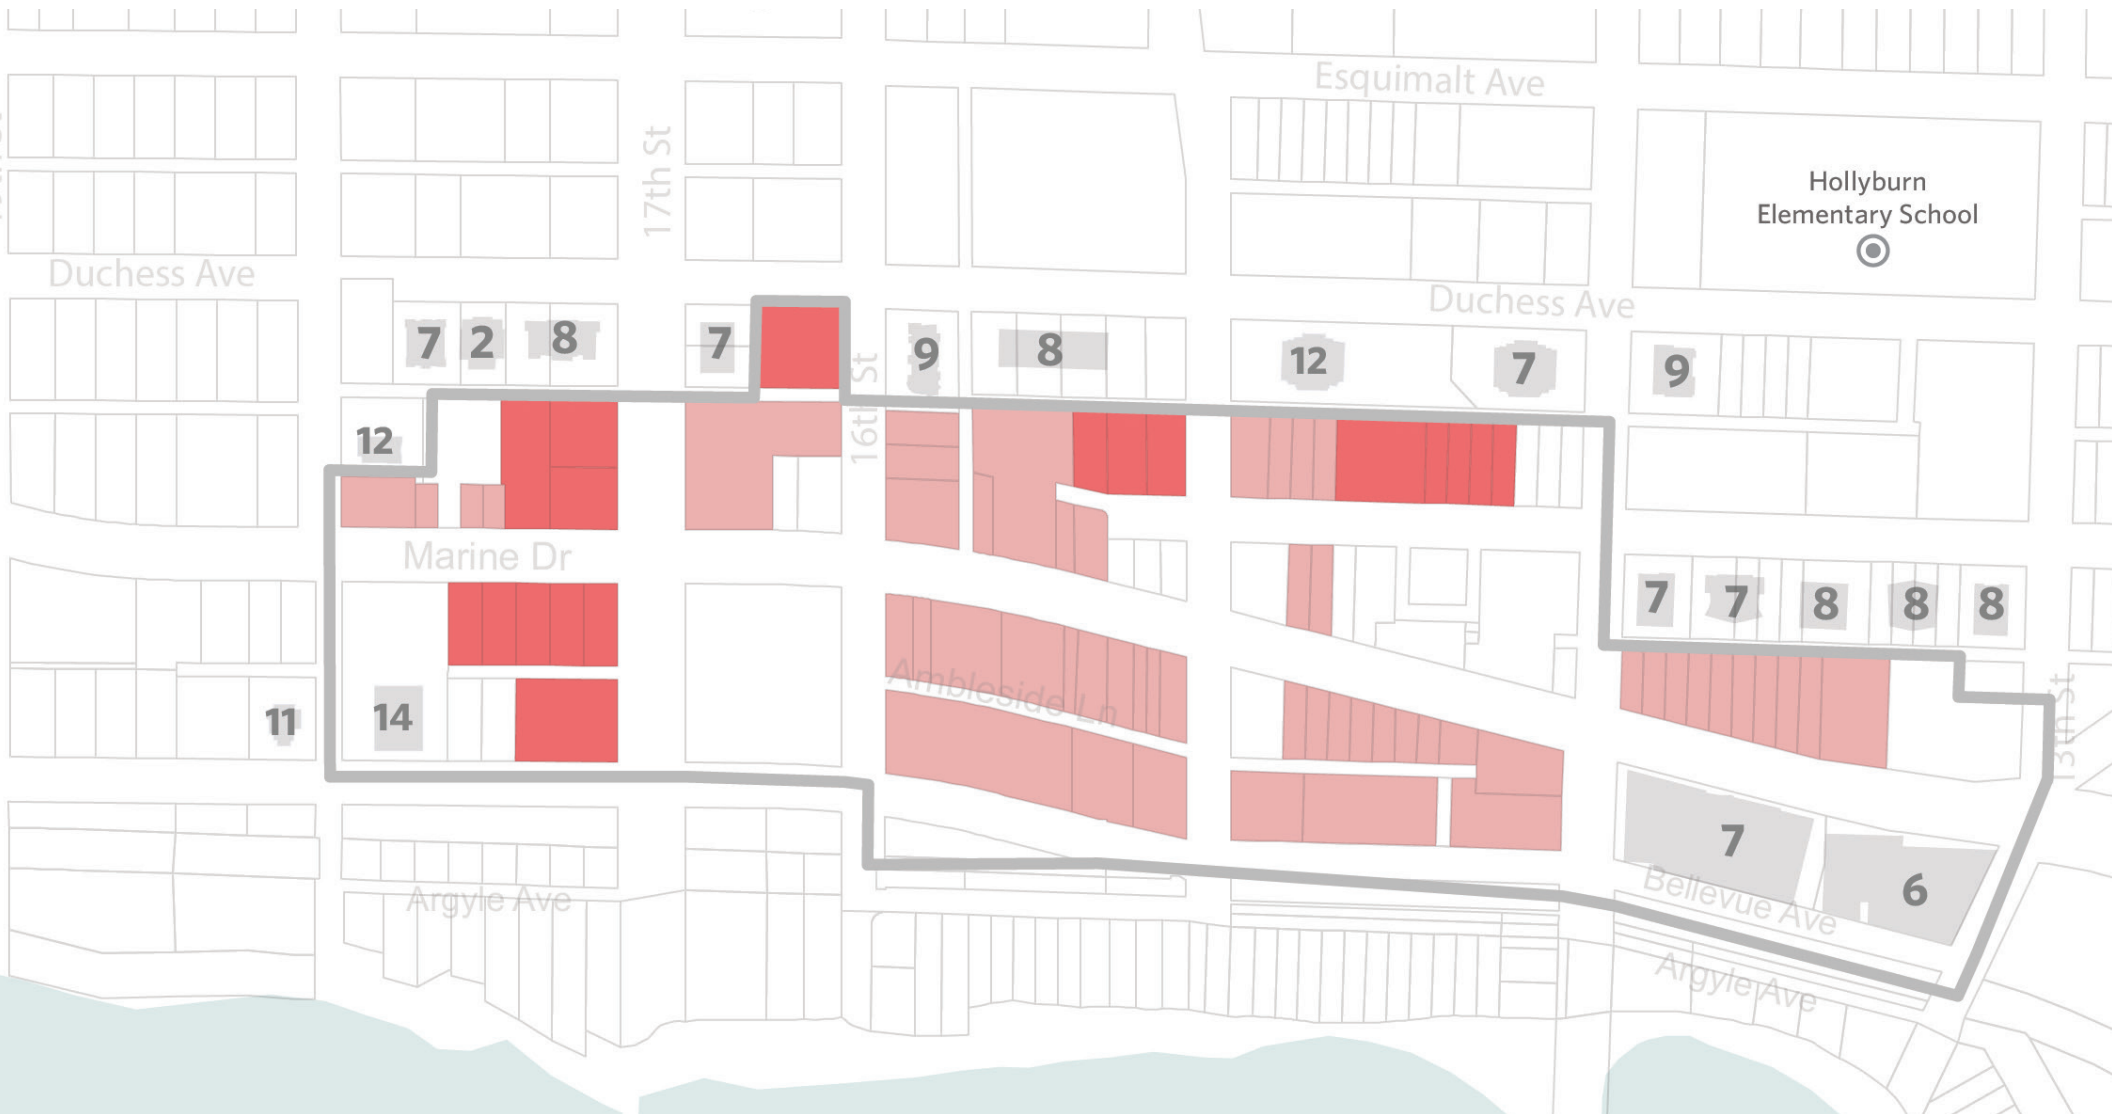 Esquimalt Ave
17th St
Hollyburn
Elementary School
Duchess Ave
Duchess Ave
7
2
8
7
16th St
9
8
12
7
9
12
Marine Dr
7
7
8
8
8
Ambleside Ln
13th St
11
14
7
6
Bellevue Ave
Argyle Ave
Argyle Ave